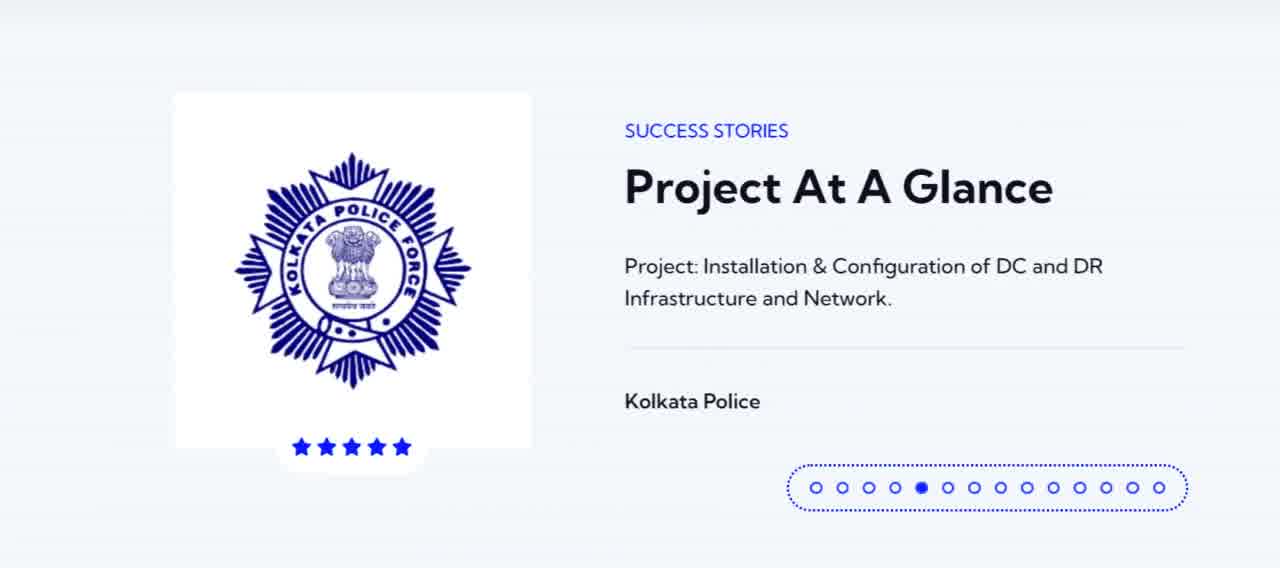 KOLKATA POLICE FORCE
सत्यमेव जयते
SUCCESS STORIES
Project At A Glance
Project: Installation & Configuration of DC and DR
Infrastructure and Network.
Kolkata Police